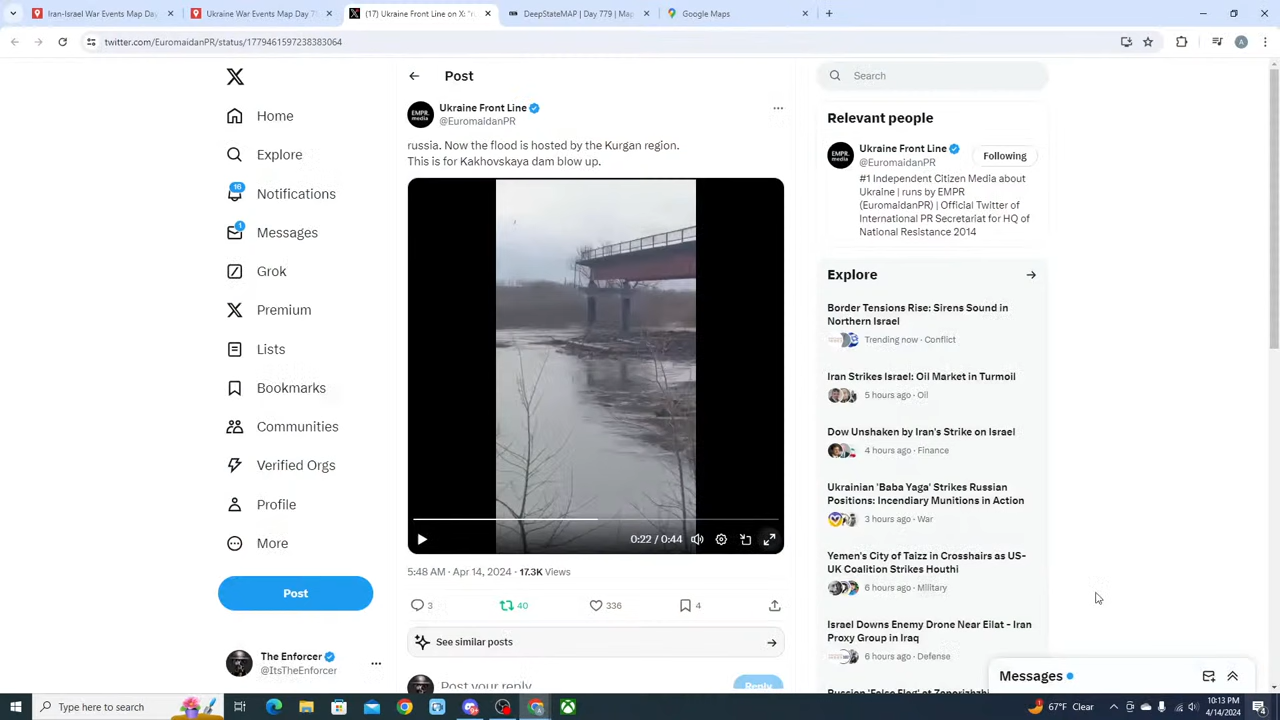 Iran-Israel War Events Map Day
Ukraine War Events Map Day 7
(17) Ukraine Front Line on X: "r
DeepStateMAP | Day 779 | Map
Google Maps
twitter.com/EuromaidanPR/status/1779461597238383064
Home
Explore
16
Notifications
1
Messages
Grok
Premium
Lists
Bookmarks
Communities
Verified Orgs
Profile
More
Post
The Enforcer
@ItsTheEnforcer
Post
EMPR.
media
Ukraine Front Line
@EuromaidanPR
russia. Now the flood is hosted by the Kurgan region.
This is for Kakhovskaya dam blow up.
0:22 / 0:44
5:48 AM · Apr 14, 2024 · 17.3K Views
3
40
336
4
See similar posts
Post your reply
Reply
Search
Relevant people
EMPR.
media
Ukraine Front Line
@EuromaidanPR
Following
#1 Independent Citizen Media about
Ukraine | runs by EMPR
(EuromaidanPR) | Official Twitter of
International PR Secretariat for HQ of
National Resistance 2014
Explore
Border Tensions Rise: Sirens Sound in
Northern Israel
Trending now · Conflict
Iran Strikes Israel: Oil Market in Turmoil
5 hours ago · Oil
Dow Unshaken by Iran's Strike on Israel
4 hours ago · Finance
Ukrainian 'Baba Yaga' Strikes Russian
Positions: Incendiary Munitions in Action
3 hours ago · War
Yemen's City of Taizz in Crosshairs as US-
UK Coalition Strikes Houthi
6 hours ago · Military
Israel Downs Enemy Drone Near Eilat - Iran
Proxy Group in Iraq
6 hours ago · Defense
Russian 'False Flag' at
Messages
Type here to search
67°F Clear
10:13 PM
4/14/2024